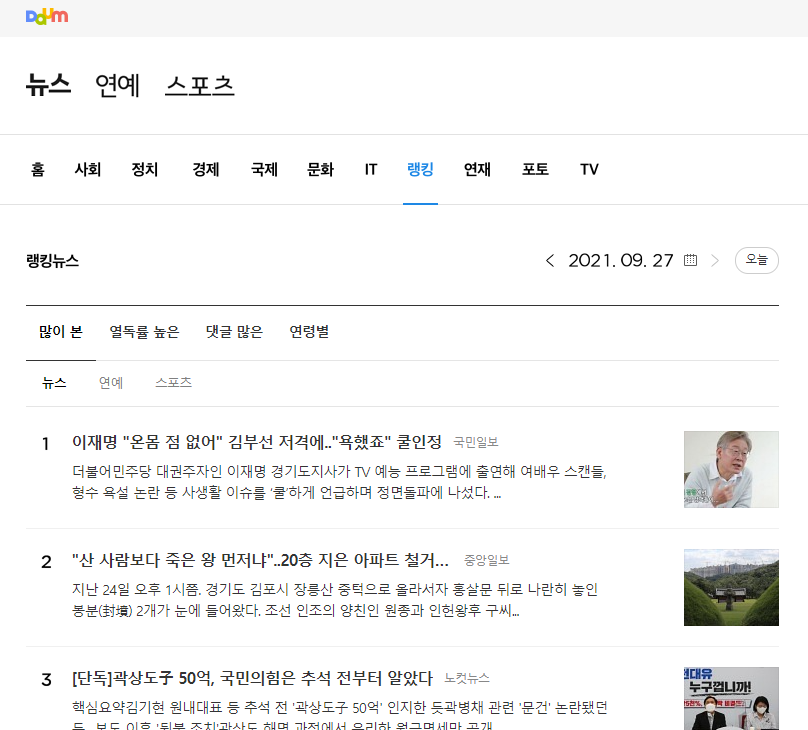 Daum
뉴스 연예 스포츠
홈 사회 정치 경제 국제 문화 IT 랭킹 연재 포토 TV
랭킹뉴스
< 2021. 09. 27 > 오늘
많이 본 열독률 높은 댓글 많은 연령별
뉴스 연예 스포츠
1 이재명 "온몸 점 없어" 김부선 저격에.."욕했죠" 쿨인정 국민일보
더불어민주당 대권주자인 이재명 경기도지사가 TV 예능 프로그램에 출연해 여배우 스캔들,
형수 욕설 논란 등 사생활 이슈를 '쿨'하게 언급하며 정면돌파에 나섰다. ...
2 "산 사람보다 죽은 왕 먼저냐"..20층 지은 아파트 철거... 중앙일보
지난 24일 오후 1시쯤. 경기도 김포시 장릉산 중턱으로 올라서자 홍살문 뒤로 나란히 놓인
봉분(封墳) 2개가 눈에 들어왔다. 조선 인조의 양친인 원종과 인헌왕후 구씨...
3 [단독]곽상도子 50억, 국민의힘은 추석 전부터 알았다 노컷뉴스
핵심요약김기현 원내대표 등 추석 전 '곽상도子 50억' 인지한 듯곽병채 관련 '문건' 논란됐던
누구껍니까!